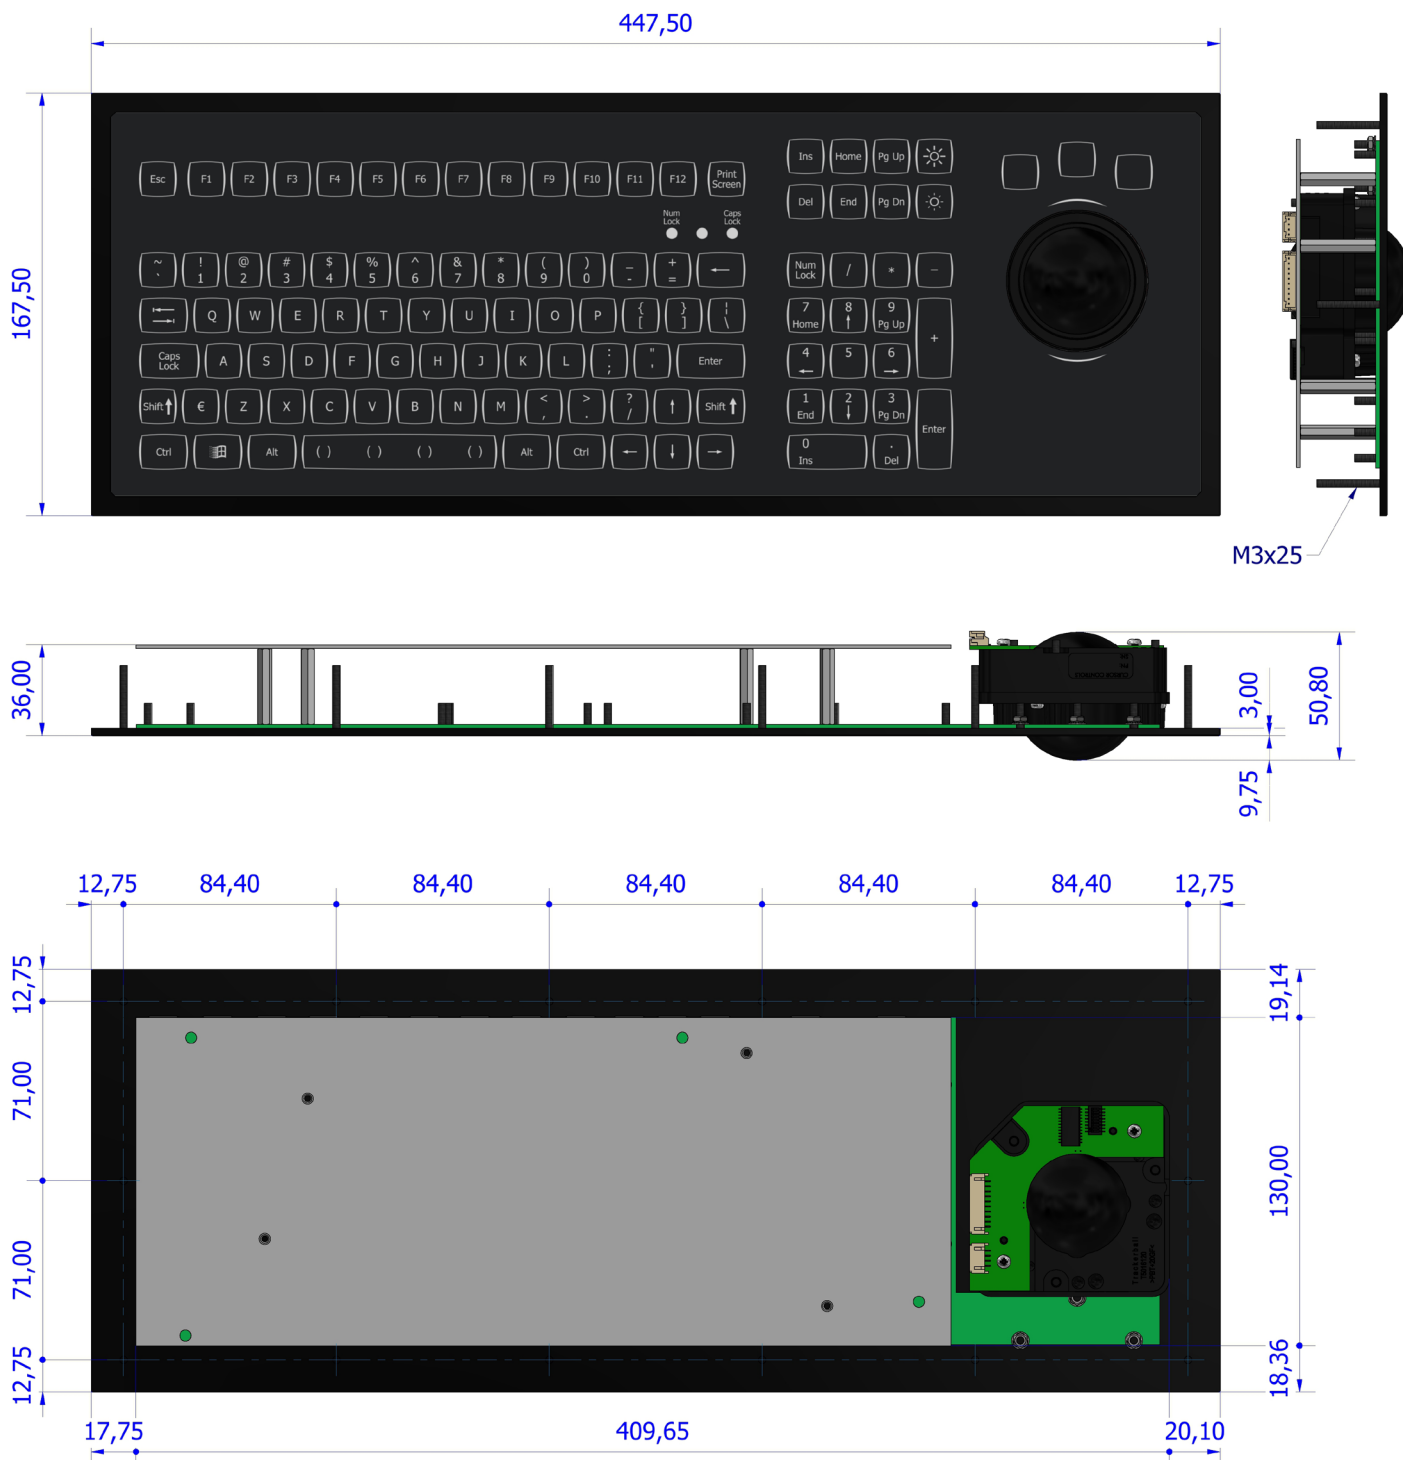 447,50
167,50
Ins Home Pg Up
Esc F1 F2 F3 F4 F5 F6 F7 F8 F9 F10 F11 F12 Print Screen
Del End Pg Dn
Num Lock Caps Lock
~ ` ! 1 @ 2 # 3 $ 4 % 5 ^ 6 & 7 * 8 ( 9 ) 0 _ - + = ←
Num Lock / * −
Q W E R T Y U I O P { [ } ] ¦ \
7 Home 8 ↑ 9 Pg Up +
Caps Lock A S D F G H J K L : ; " ' Enter
4 ← 5 6 →
Shift ↑ € Z X C V B N M < , > . ? / ↑ Shift ↑
1 End 2 ↓ 3 Pg Dn Enter
Ctrl Alt ( ) ( ) ( ) ( ) Alt Ctrl ← ↓ →
0 Ins . Del
M3x25
36,00
3,00
50,80
9,75
CURSOR CONTROLS
12,75 84,40 84,40 84,40 84,40 84,40 12,75
12,75
71,00
71,00
12,75
19,14
130,00
18,36
Trackerball
17,75 409,65 20,10